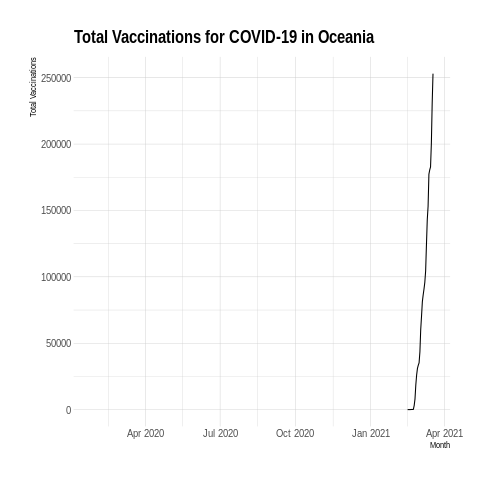 Total Vaccinations for COVID-19 in Oceania
Total Vaccinations
250000
200000
150000
100000
50000
0
Apr 2020 Jul 2020 Oct 2020 Jan 2021 Apr 2021
Month